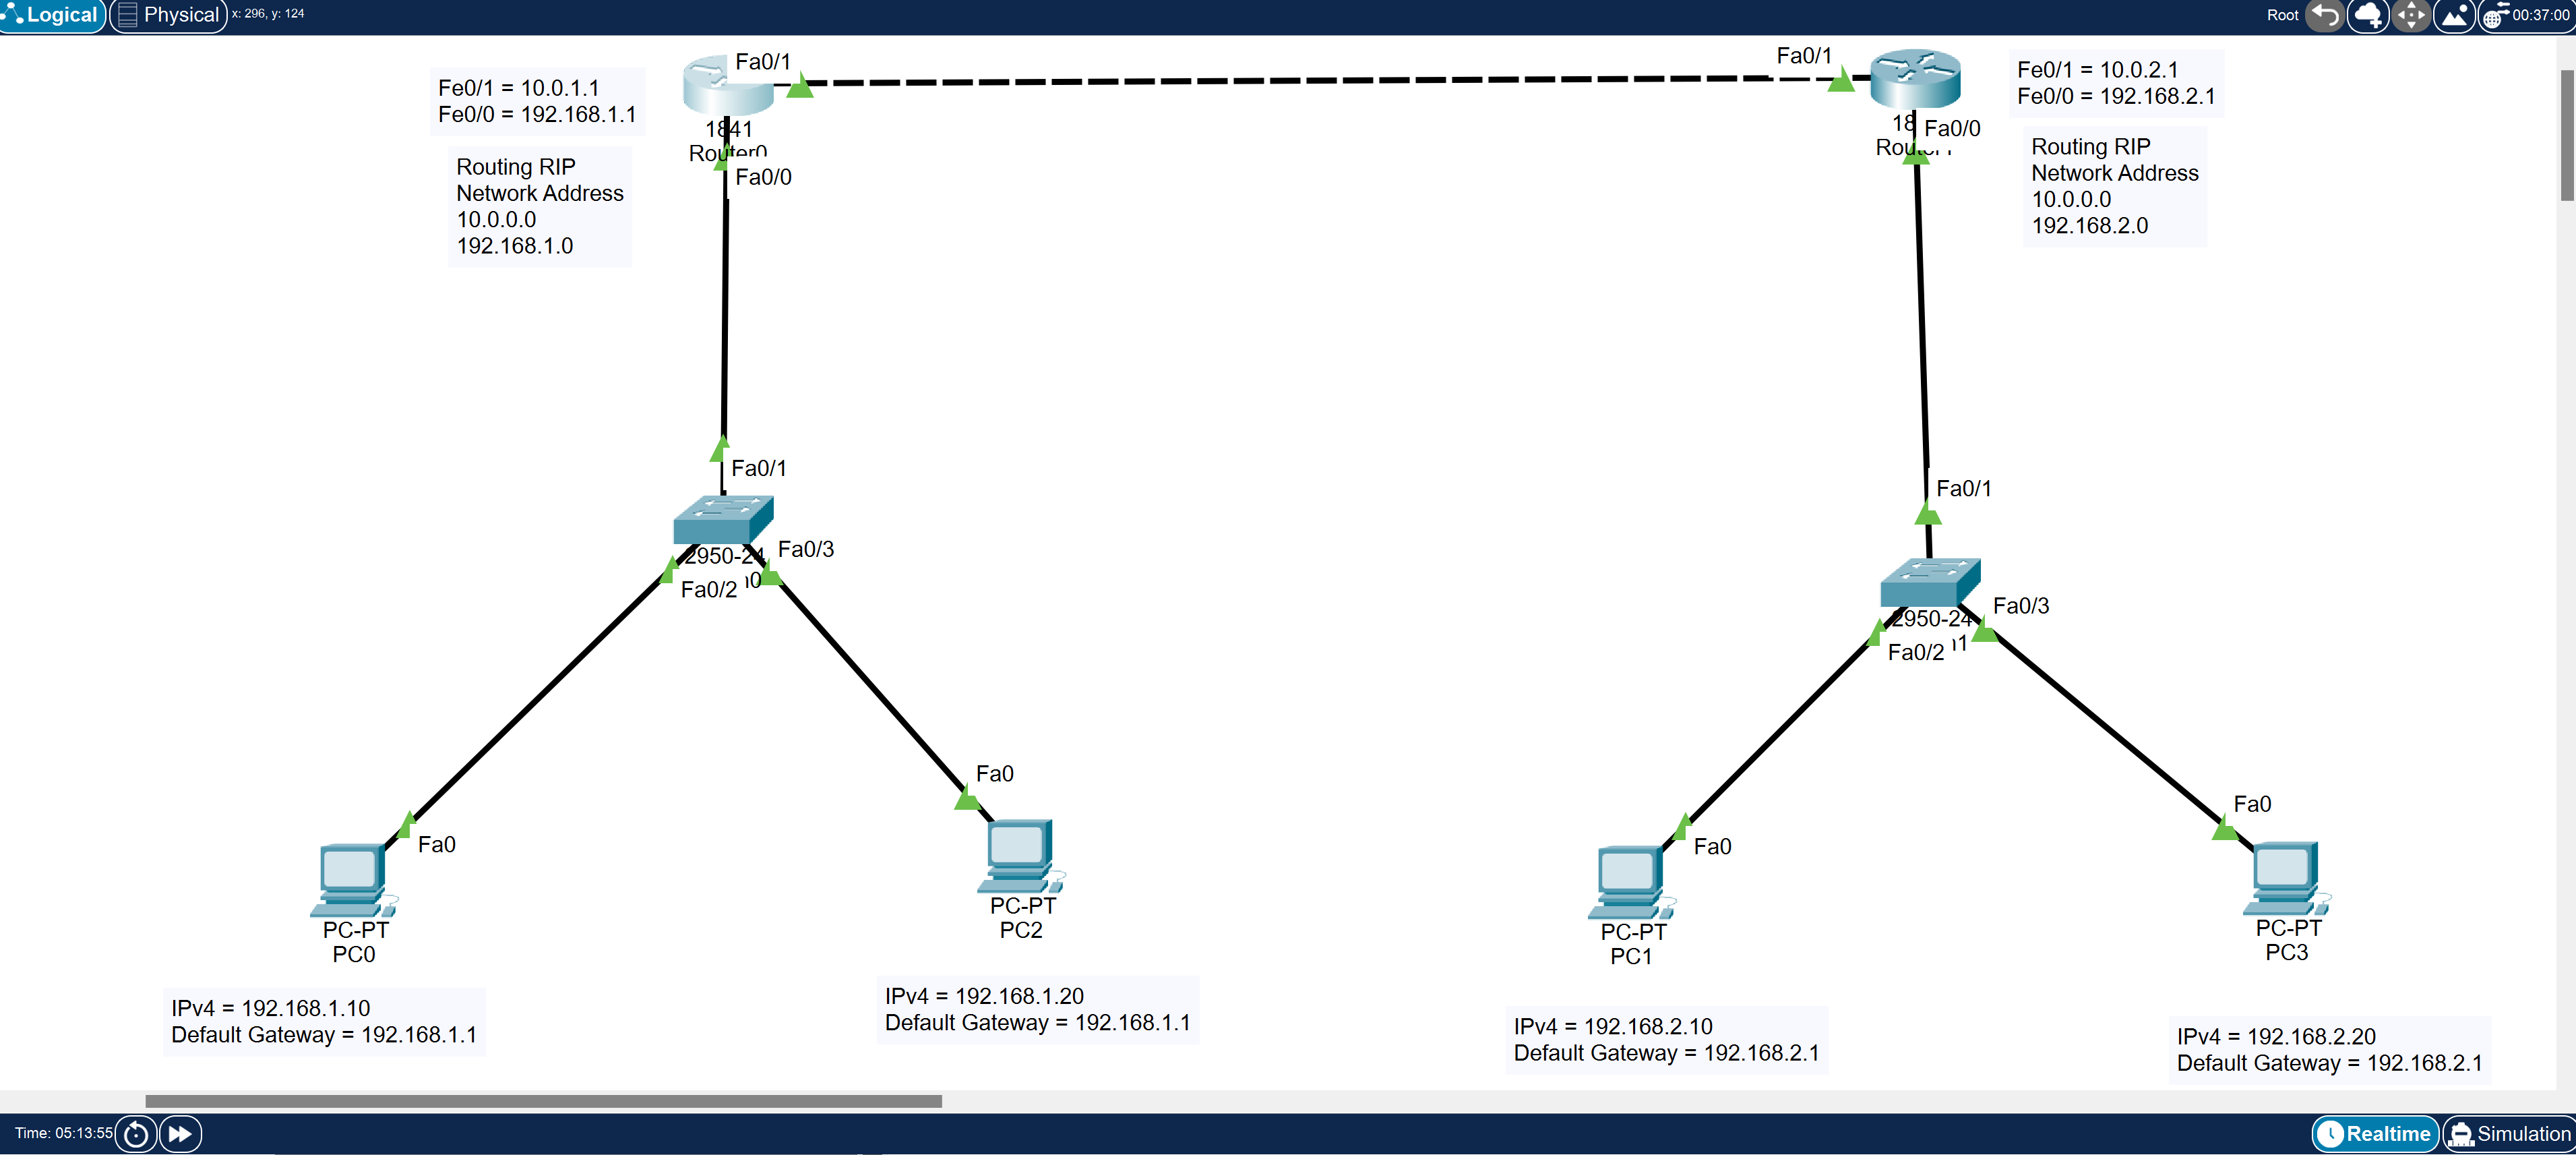 Logical
Physical
x: 296, y: 124
Root
00:37:00
Fa0/1
Fe0/1 = 10.0.1.1
Fe0/0 = 192.168.1.1
1841
Router0
Fa0/0
Routing RIP
Network Address
10.0.0.0
192.168.1.0
Fa0/1
Fe0/1 = 10.0.2.1
Fe0/0 = 192.168.2.1
18
Fa0/0
Routing RIP
Network Address
10.0.0.0
192.168.2.0
Fa0/1
2950-24
Fa0/3
Fa0/2
Fa0/1
2950-24
Fa0/3
Fa0/2
Fa0
PC-PT
PC0
IPv4 = 192.168.1.10
Default Gateway = 192.168.1.1
Fa0
PC-PT
PC2
IPv4 = 192.168.1.20
Default Gateway = 192.168.1.1
Fa0
PC-PT
PC1
IPv4 = 192.168.2.10
Default Gateway = 192.168.2.1
Fa0
PC-PT
PC3
IPv4 = 192.168.2.20
Default Gateway = 192.168.2.1
Time: 05:13:55
Realtime
Simulation